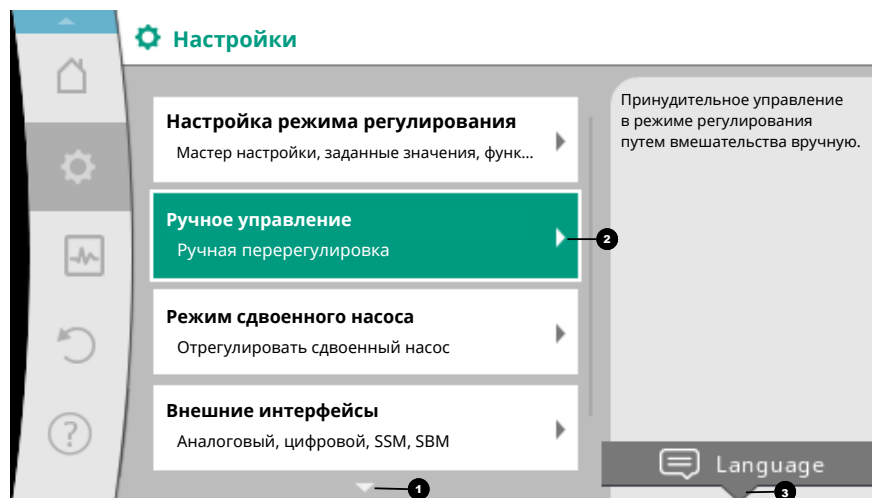 Настройки
Настройка режима регулирования
Мастер настройки, заданные значения, функ...
Ручное управление
Ручная перерегулировка
Режим сдвоенного насоса
Отрегулировать сдвоенный насос
Внешние интерфейсы
Аналоговый, цифровой, SSM, SBM
Принудительное управление
в режиме регулирования
путем вмешательства вручную.
?
2
Language
1
3